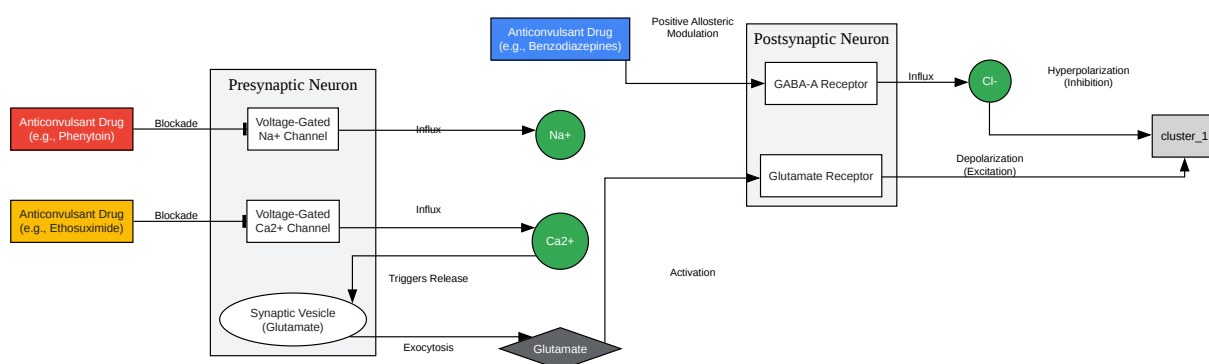 Anticonvulsant Drug
(e.g., Benzodiazepines)
Positive Allosteric
Modulation
Postsynaptic Neuron
GABA-A Receptor
Influx
Cl-
Hyperpolarization
(Inhibition)
Presynaptic Neuron
Anticonvulsant Drug
(e.g., Phenytoin)
Blockade
Voltage-Gated
Na+ Channel
Influx
Na+
cluster_1
Glutamate Receptor
Depolarization
(Excitation)
Anticonvulsant Drug
(e.g., Ethosuximide)
Blockade
Voltage-Gated
Ca2+ Channel
Influx
Ca2+
Triggers Release
Activation
Synaptic Vesicle
(Glutamate)
Exocytosis
Glutamate